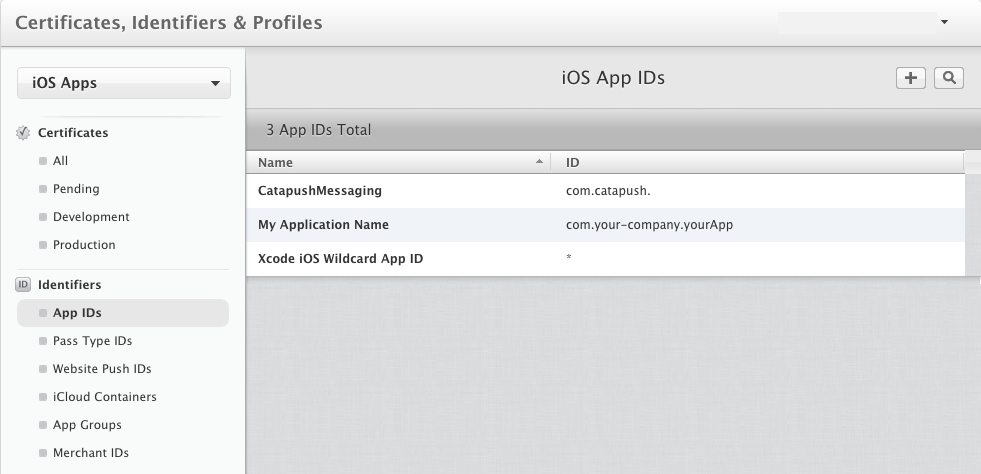 Certificates, Identifiers & Profiles
iOS Apps
Certificates
All
Pending
Development
Production
ID Identifiers
App IDs
Pass Type IDs
Website Push IDs
iCloud Containers
App Groups
Merchant IDs
iOS App IDs
3 App IDs Total
Name ID
CatapushMessaging com.catapush.
My Application Name com.your-company.yourApp
Xcode iOS Wildcard App ID *